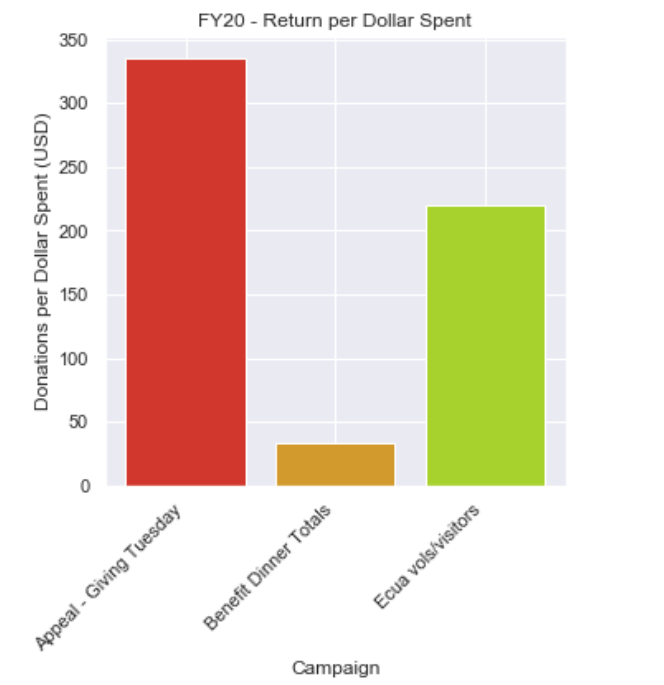 FY20 - Return per Dollar Spent
Donations per Dollar Spent (USD)
350
300
250
200
150
100
50
0
Appeal - Giving Tuesday
Benefit Dinner Totals
Ecua vols/visitors
Campaign